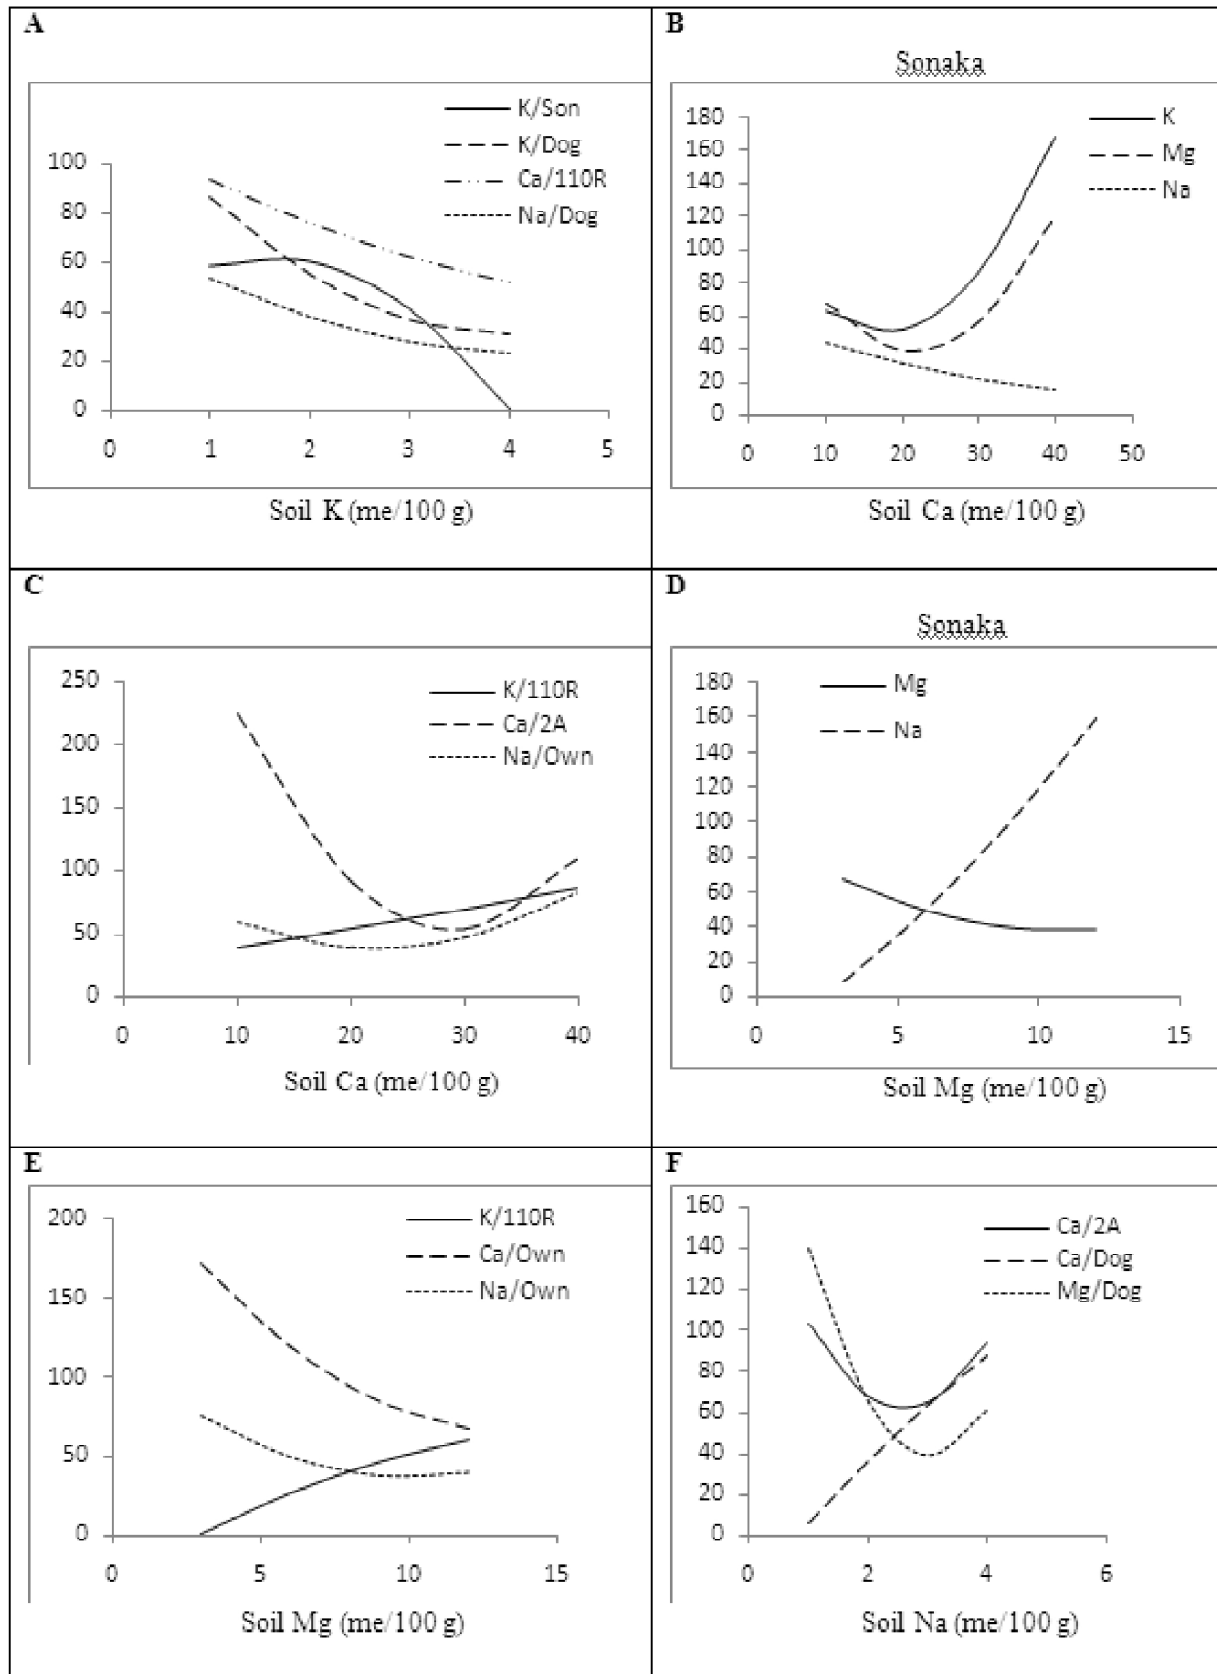 A
K/Son
K/Dog
Ca/110R
Na/Dog
100
80
60
40
20
0
0 1 2 3 4 5
Soil K (me/100 g)
B
Sonaka
K
Mg
Na
180
160
140
120
100
80
60
40
20
0
0 10 20 30 40 50
Soil Ca (me/100 g)
C
K/110R
Ca/2A
Na/Own
250
200
150
100
50
0
0 10 20 30 40
Soil Ca (me/100 g)
D
Sonaka
Mg
Na
180
160
140
120
100
80
60
40
20
0
0 5 10 15
Soil Mg (me/100 g)
E
K/110R
Ca/Own
Na/Own
200
150
100
50
0
0 5 10 15
Soil Mg (me/100 g)
F
Ca/2A
Ca/Dog
Mg/Dog
160
140
120
100
80
60
40
20
0
0 2 4 6
Soil Na (me/100 g)